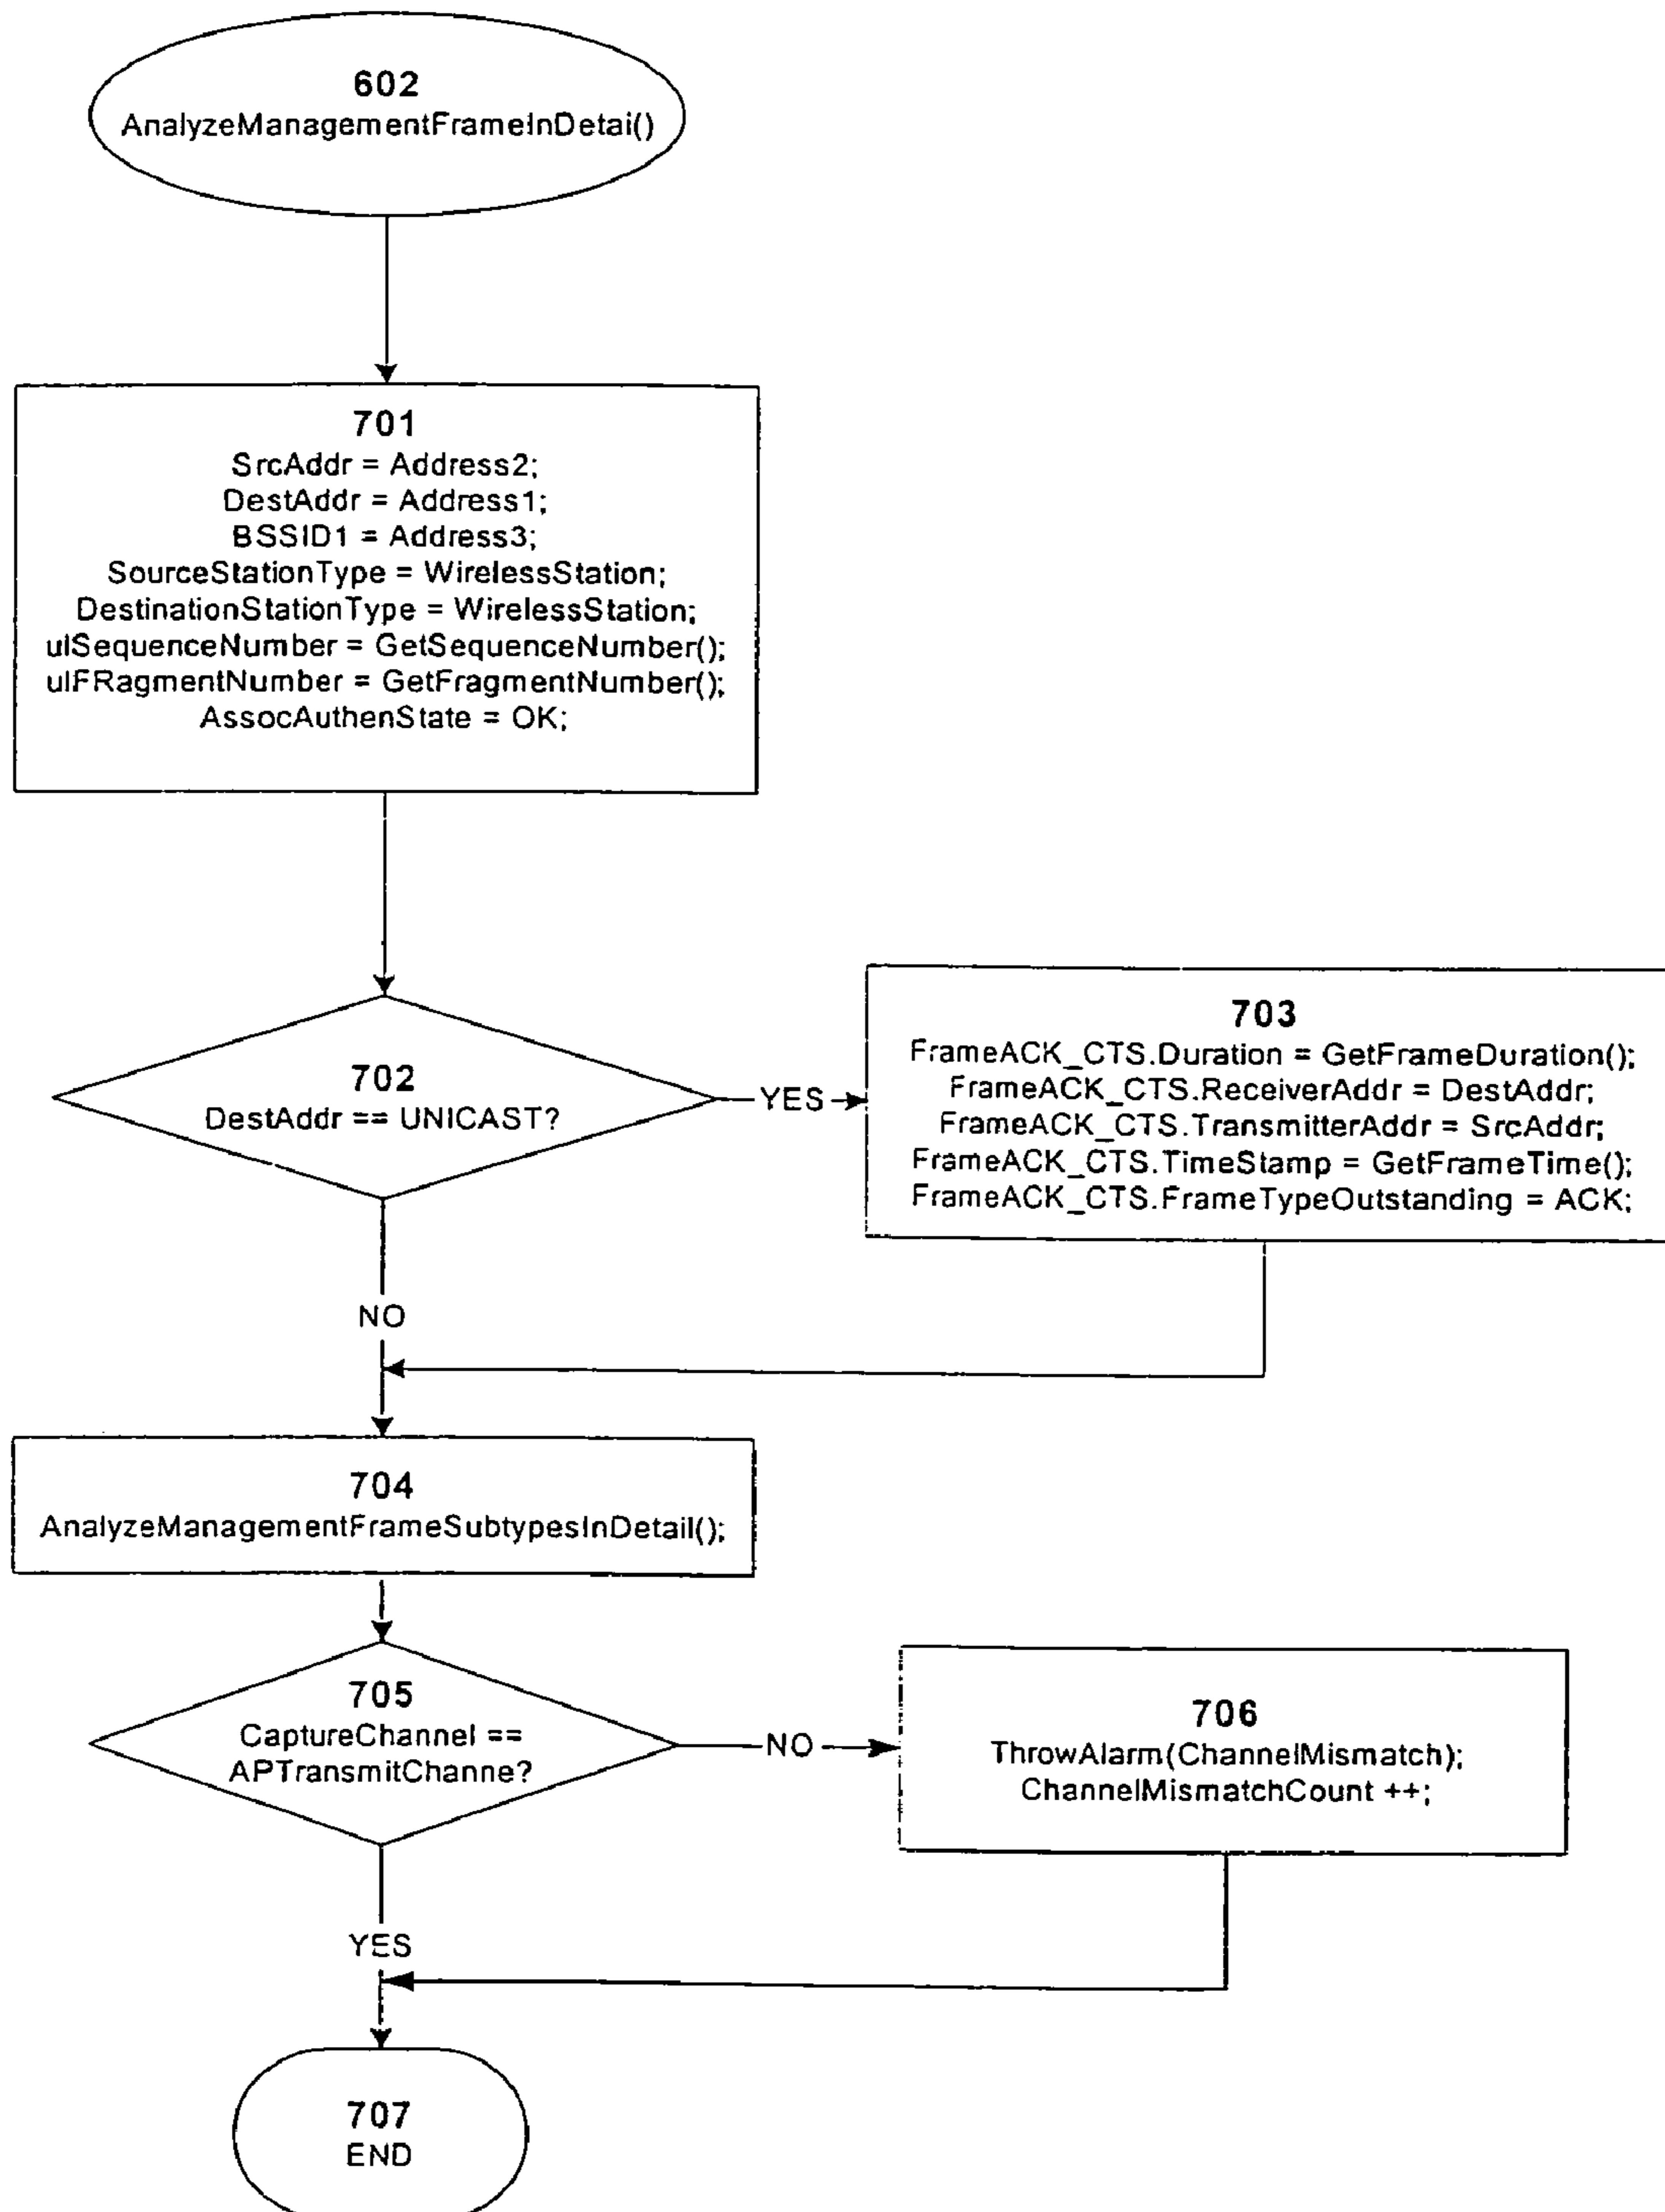 602
AnalyzeManagementFrameInDetai()
701
SrcAddr = Address2;
DestAddr = Address1;
BSSID1 = Address3;
SourceStationType = WirelessStation;
DestinationStationType = WirelessStation;
ulSequenceNumber = GetSequenceNumber();
ulFRagmentNumber = GetFragmentNumber();
AssocAuthenState = OK;
702
DestAddr == UNICAST?
YES
703
FrameACK_CTS.Duration = GetFrameDuration();
FrameACK_CTS.ReceiverAddr = DestAddr;
FrameACK_CTS.TransmitterAddr = SrcAddr;
FrameACK_CTS.TimeStamp = GetFrameTime();
FrameACK_CTS.FrameTypeOutstanding = ACK;
NO
704
AnalyzeManagementFrameSubtypesInDetail();
705
CaptureChannel ==
APTransmitChanne?
NO
706
ThrowAlarm(ChannelMismatch);
ChannelMismatchCount ++;
YES
707
END